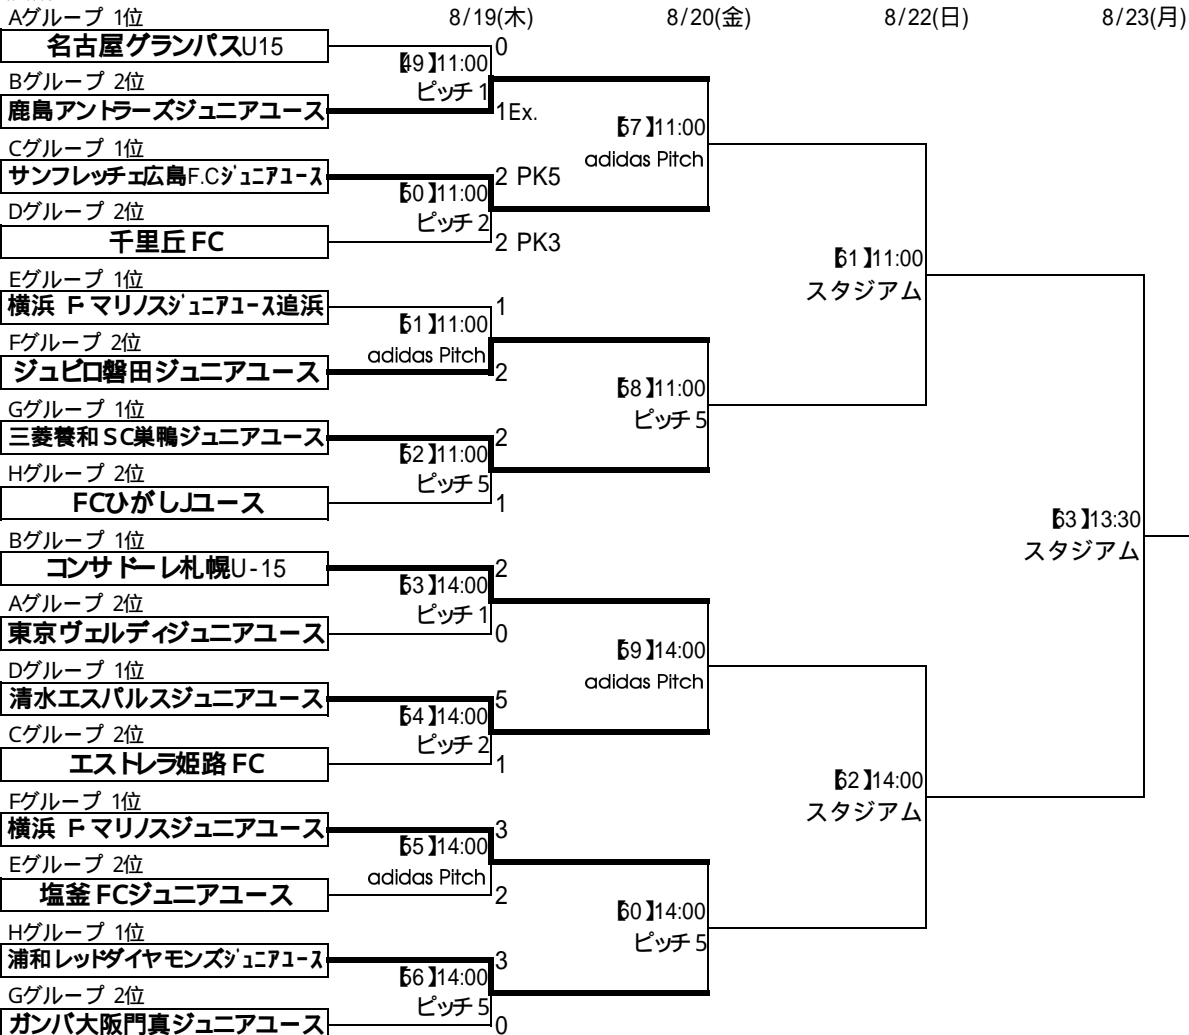 Aグループ 1位
8/19(木) 8/20(金) 8/22(日) 8/23(月)
名古屋グランパスU15
0
【49】11:00
Bグループ 2位
ピッチ 1
鹿島アントラーズジュニアユース
1Ex.
【57】11:00
adidas Pitch
Cグループ 1位
サンフレッチェ広島F.Cジュニアユース
2 PK5
【50】11:00
Dグループ 2位
ピッチ 2
千里丘 FC
2 PK3
【61】11:00
スタジアム
Eグループ 1位
横浜 F・マリノスジュニアユース追浜
1
【51】11:00
Fグループ 2位
adidas Pitch
ジュビロ磐田ジュニアユース
2
【58】11:00
ピッチ 5
Gグループ 1位
三菱養和 SC巣鴨ジュニアユース
2
【52】11:00
Hグループ 2位
ピッチ 5
FCひがしJユース
1
【63】13:30
スタジアム
Bグループ 1位
コンサドーレ札幌U-15
2
【53】14:00
Aグループ 2位
ピッチ 1
東京ヴェルディジュニアユース
0
【59】14:00
adidas Pitch
Dグループ 1位
清水エスパルスジュニアユース
5
【54】14:00
Cグループ 2位
ピッチ 2
エストレラ姫路 FC
1
【62】14:00
スタジアム
Fグループ 1位
横浜 F・マリノスジュニアユース
3
【55】14:00
Eグループ 2位
adidas Pitch
塩釜 FCジュニアユース
2
【60】14:00
ピッチ 5
Hグループ 1位
浦和レッドダイヤモンズジュニアユース
3
【56】14:00
Gグループ 2位
ピッチ 5
ガンバ大阪門真ジュニアユース
0